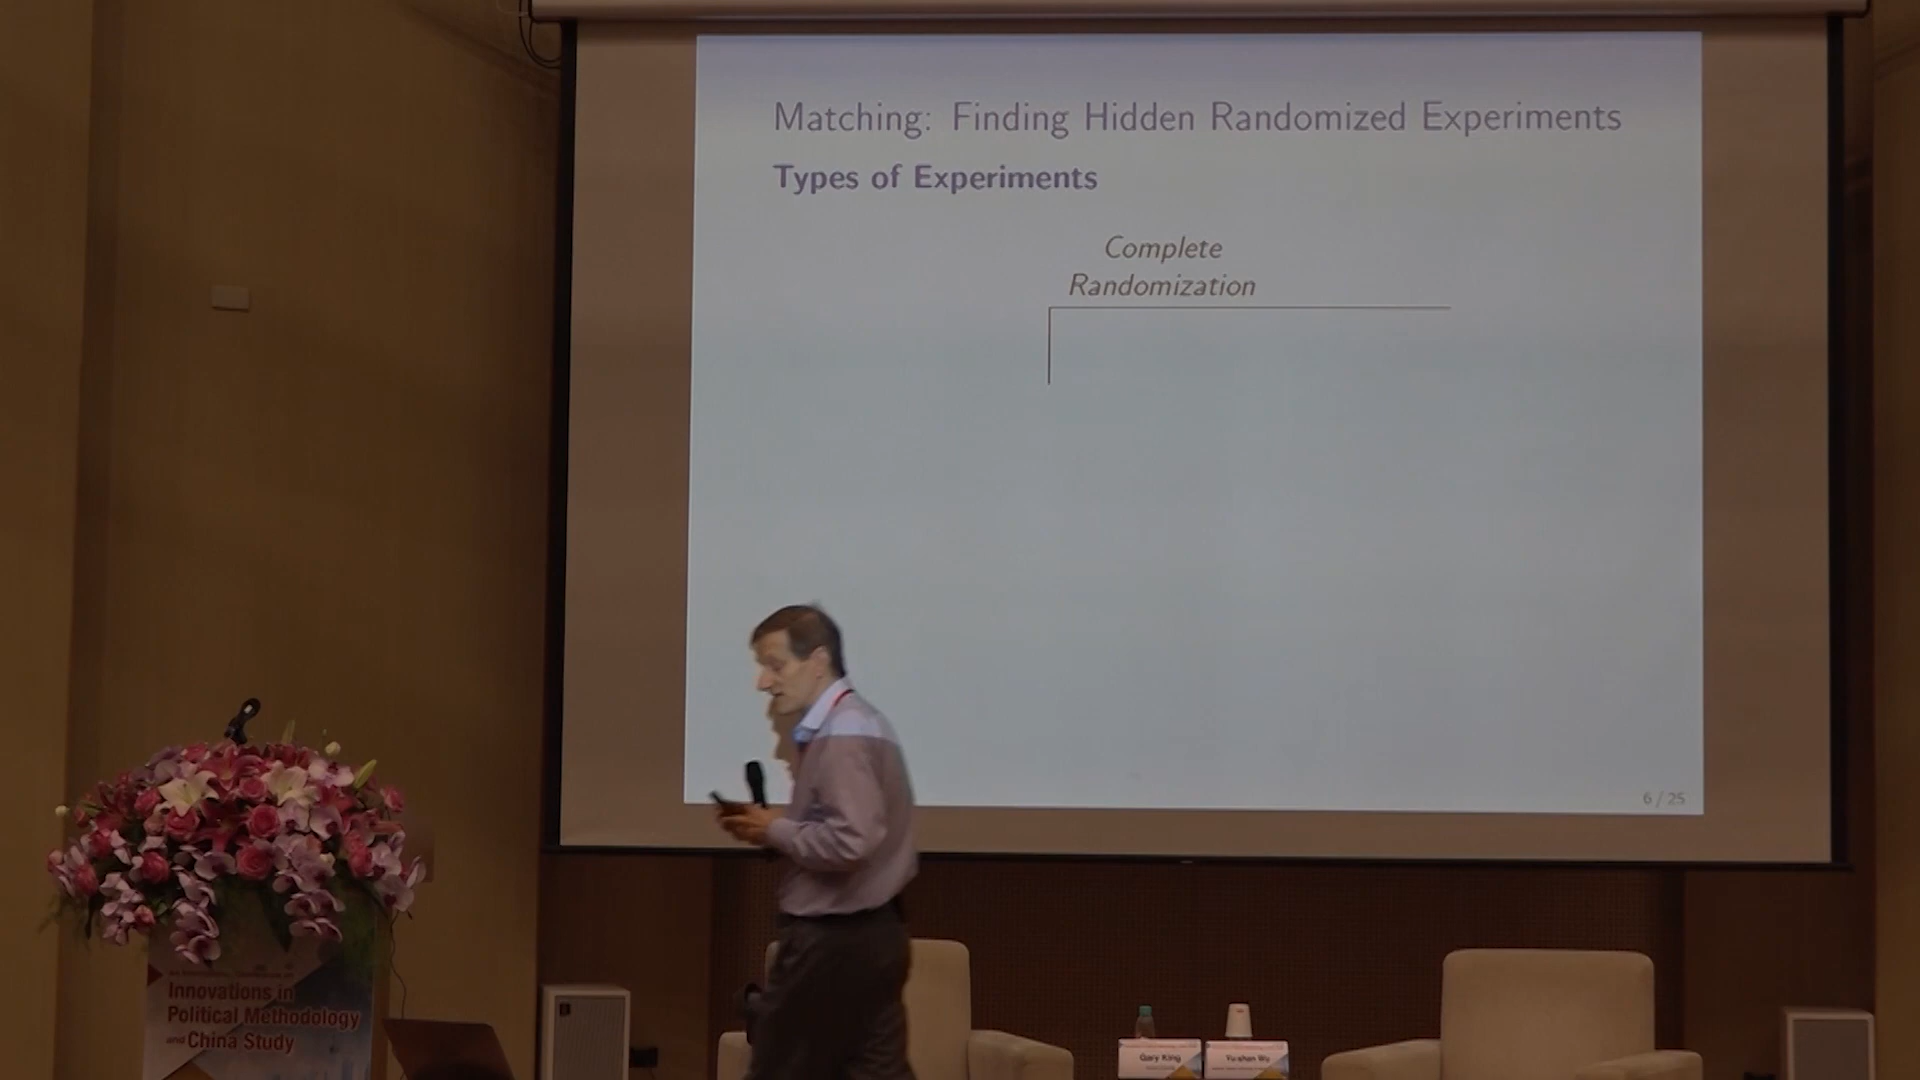 Matching: Finding Hidden Randomized Experiments
Types of Experiments
Complete
Randomization
6 / 25
Innovations in
Political Methodology
and China Study
Gary King
Yu-shan Wu